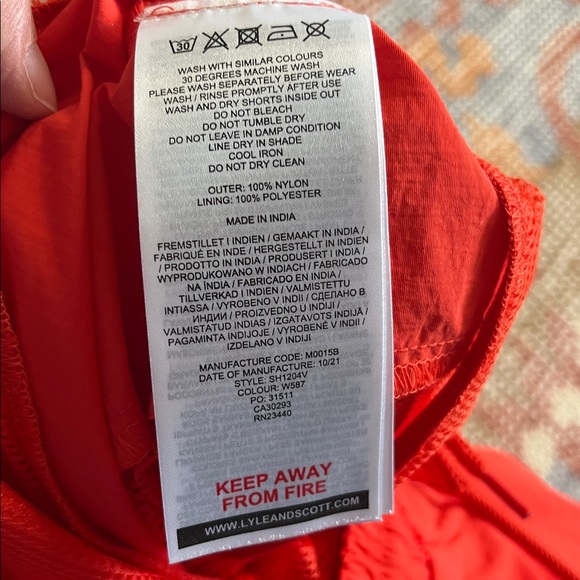 30
WASH WITH SIMILAR COLOURS
30 DEGREES MACHINE WASH
PLEASE WASH SEPARATELY BEFORE WEAR
WASH / RINSE PROMPTLY AFTER USE
WASH AND DRY SHORTS INSIDE OUT
DO NOT BLEACH
DO NOT TUMBLE DRY
DO NOT LEAVE IN DAMP CONDITION
LINE DRY IN SHADE
COOL IRON
DO NOT DRY CLEAN
OUTER: 100% NYLON
LINING: 100% POLYESTER
MADE IN INDIA
FREMSTILLET I INDIEN / GEMAAKT IN INDIA /
FABRIQUÉ EN INDE / HERGESTELLT IN INDIEN
/ PRODOTTO IN INDIA / PRODUSERT I INDIA /
WYPRODUKOWANO W INDIACH / FABRICADO
NA ÍNDIA / FABRICADO EN INDIA /
TILLVERKAD I INDIEN / VALMISTETTU
INTIASSA / VYROBENO V INDII / СДЕЛАНО В
ИНДИИ / PROIZVEDENO U INDIJI /
VALMISTATUD INDIAS / IZGATAVOTS INDIJĀ /
PAGAMINTA INDIJOJE / VYROBENÉ V INDII /
IZDELANO V INDIJI
MANUFACTURE CODE: M0015B
DATE OF MANUFACTURE: 10/21
STYLE: SH1204V
COLOUR: W587
PO: 31511
CA30293
RN23440
KEEP AWAY
FROM FIRE
WWW.LYLEANDSCOTT.COM